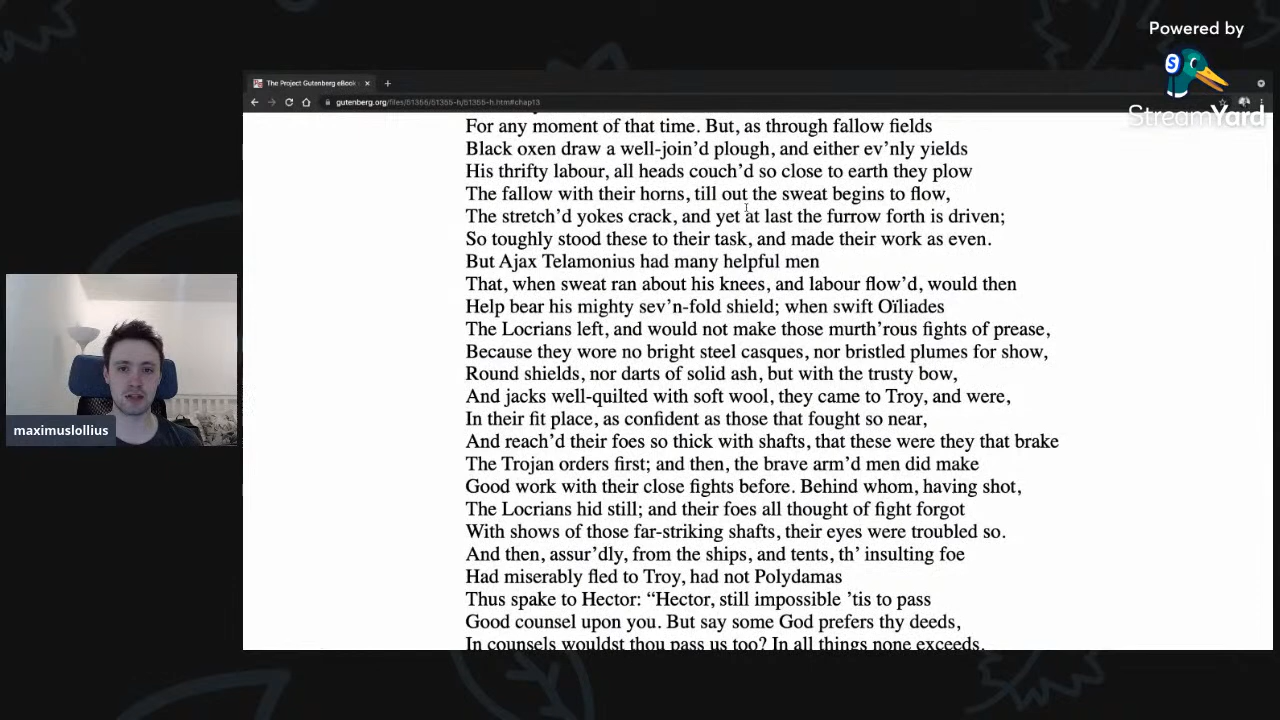 Powered by
S
StreamYard
The Project Gutenberg eBook
gutenberg.org/files/51355/51355-h/51355-h.htm#chap13
For any moment of that time. But, as through fallow fields
Black oxen draw a well-join’d plough, and either ev’nly yields
His thrifty labour, all heads couch’d so close to earth they plow
The fallow with their horns, till out the sweat begins to flow,
The stretch’d yokes crack, and yet at last the furrow forth is driven;
So toughly stood these to their task, and made their work as even.
But Ajax Telamonius had many helpful men
That, when sweat ran about his knees, and labour flow’d, would then
Help bear his mighty sev’n-fold shield; when swift Oïliades
The Locrians left, and would not make those murth’rous fights of prease,
Because they wore no bright steel casques, nor bristled plumes for show,
Round shields, nor darts of solid ash, but with the trusty bow,
And jacks well-quilted with soft wool, they came to Troy, and were,
In their fit place, as confident as those that fought so near,
And reach’d their foes so thick with shafts, that these were they that brake
The Trojan orders first; and then, the brave arm’d men did make
Good work with their close fights before. Behind whom, having shot,
The Locrians hid still; and their foes all thought of fight forgot
With shows of those far-striking shafts, their eyes were troubled so.
And then, assur’dly, from the ships, and tents, th’ insulting foe
Had miserably fled to Troy, had not Polydamas
Thus spake to Hector: “Hector, still impossible ’tis to pass
Good counsel upon you. But say some God prefers thy deeds,
In counsels wouldst thou pass us too? In all things none exceeds.
maximuslollius